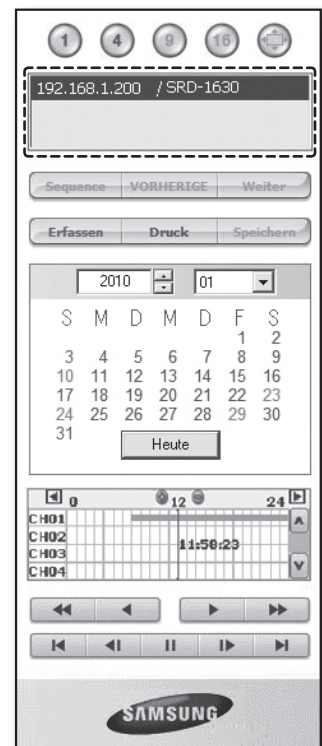 1 4 9 16
192.168.1.200 / SRD-1630
Sequence VORHERIGE Weiter
Erfassen Druck Speichern
2010 01
S M D M D F S
1 2
3 4 5 6 7 8 9
10 11 12 13 14 15 16
17 18 19 20 21 22 23
24 25 26 27 28 29 30
31
Heute
0 12 24
CH01
CH02
11:58:23
CH03
CH04
SAMSUNG